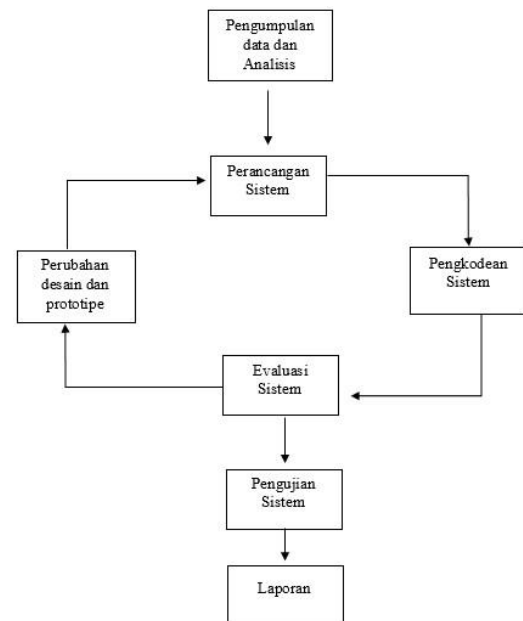 Pengumpulan
data dan
Analisis
Perancangan
Sistem
Perubahan
desain dan
prototipe
Pengkodean
Sistem
Evaluasi
Sistem
Pengujian
Sistem
Laporan